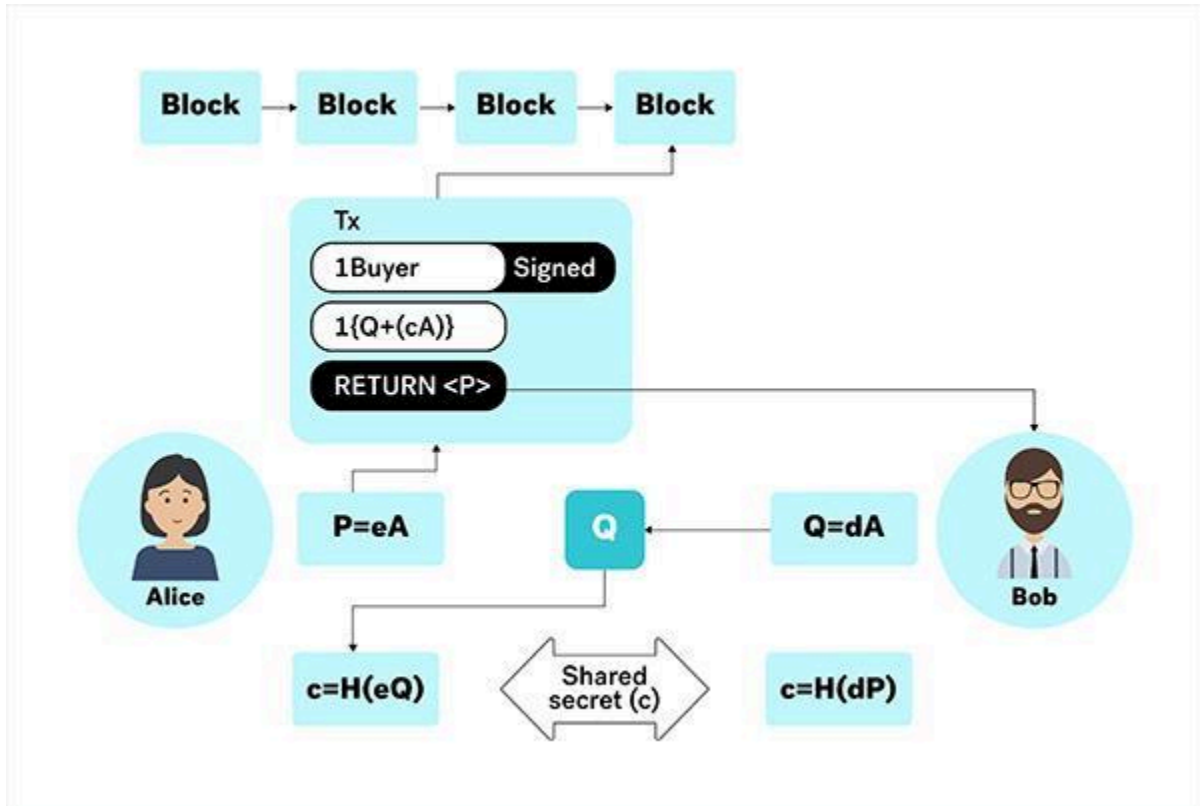 Block
Block
Block
Block
Tx
1Buyer
Signed
1{Q+(cA)}
RETURN <P>
P=eA
Q
Q=dA
Alice
Bob
c=H(eQ)
Shared
secret (c)
c=H(dP)